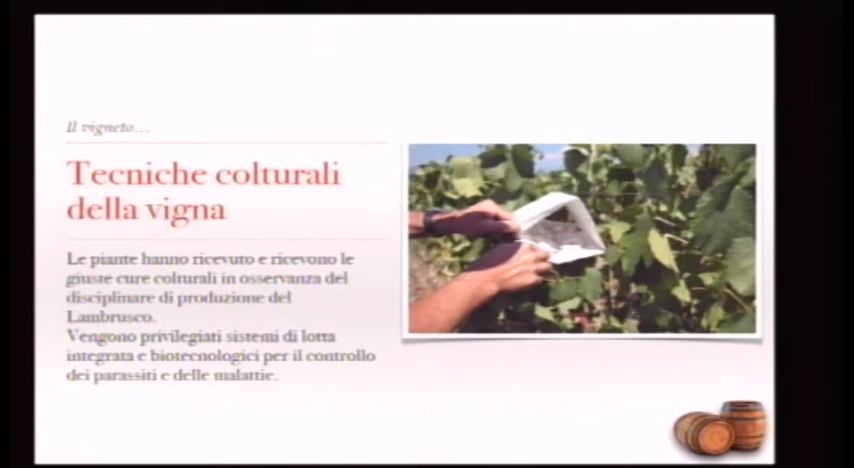 Il vigneto...
Tecniche colturali
della vigna
Le piante hanno ricevuto e ricevono le
giuste cure colturali in osservanza del
disciplinare di produzione del
Lambrusco.
Vengono privilegiati sistemi di lotta
integrata e biotecnologici per il controllo
dei parassiti e delle malattie.